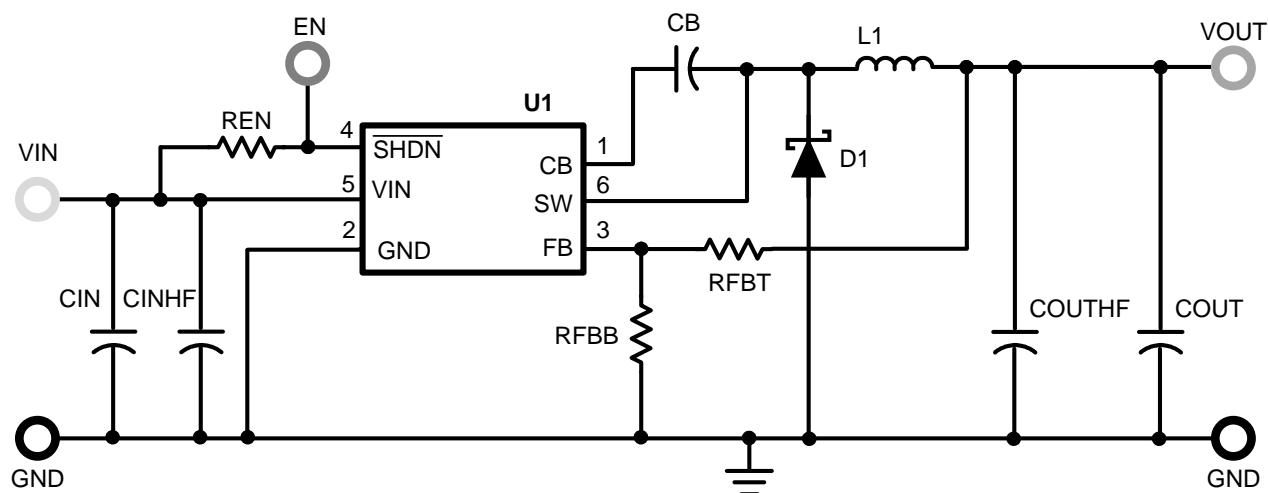 EN
CB
L1
VOUT
U1
REN
4
SHDN
1
CB
D1
VIN
5
VIN
6
SW
2
GND
3
FB
RFBT
CIN
CINHF
RFBB
COUTHF
COUT
GND
GND